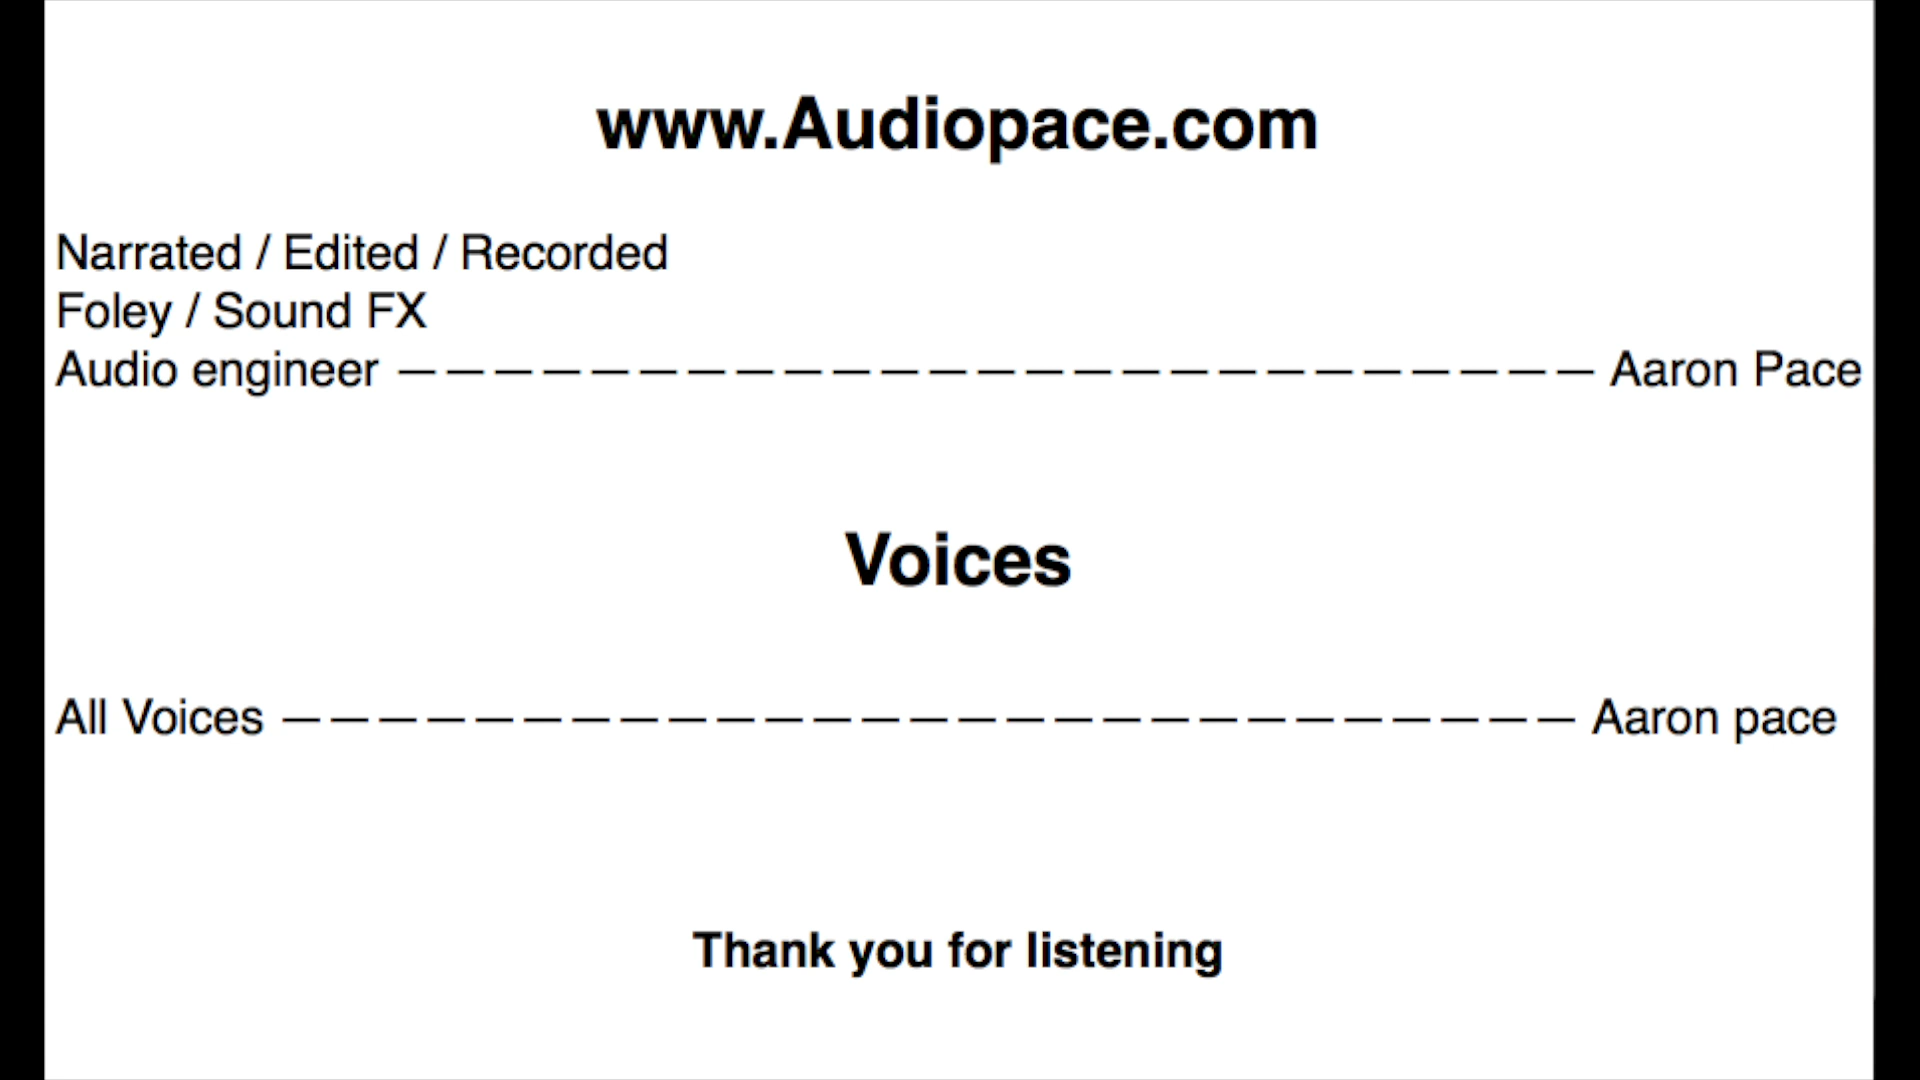 www.Audiopace.com
Narrated / Edited / Recorded
Foley / Sound FX
Audio engineer — — — — — — — — — — — — — — — — — — — — — — — — — Aaron Pace
Voices
All Voices — — — — — — — — — — — — — — — — — — — — — — — — — — — Aaron pace
Thank you for listening